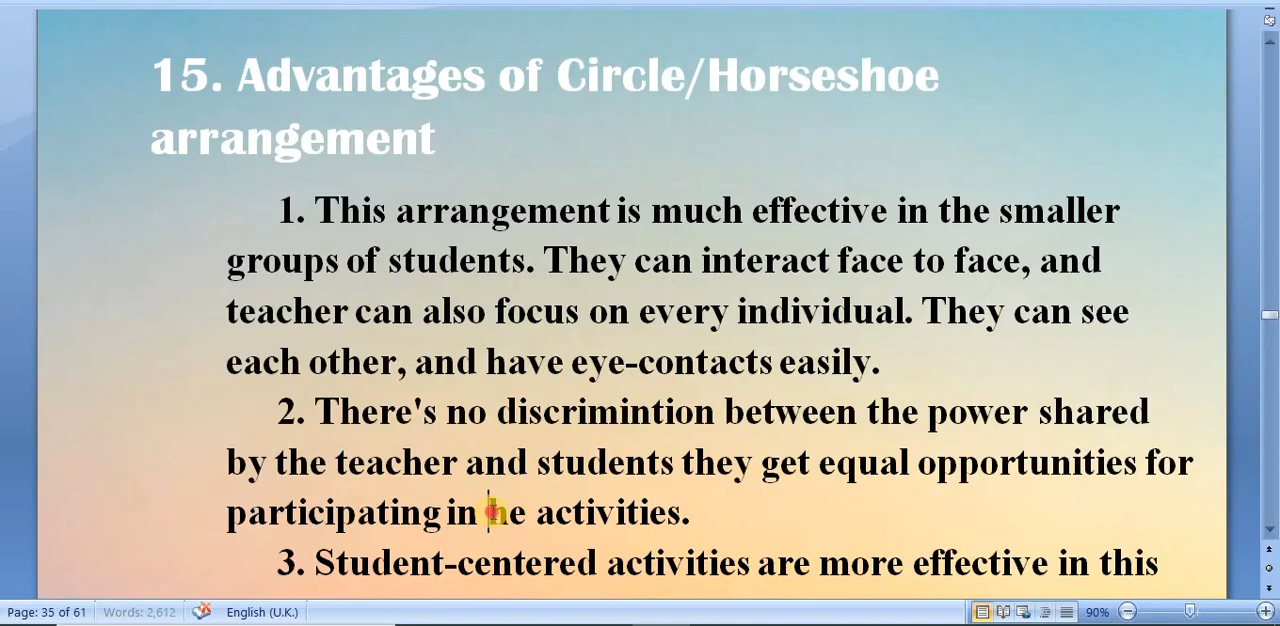 15. Advantages of Circle/Horseshoe
arrangement
1. This arrangement is much effective in the smaller
groups of students. They can interact face to face, and
teacher can also focus on every individual. They can see
each other, and have eye-contacts easily.
2. There's no discrimintion between the power shared
by the teacher and students they get equal opportunities for
participating in he activities.
3. Student-centered activities are more effective in this
Page: 35 of 61 Words: 2,612 English (U.K.) 90%